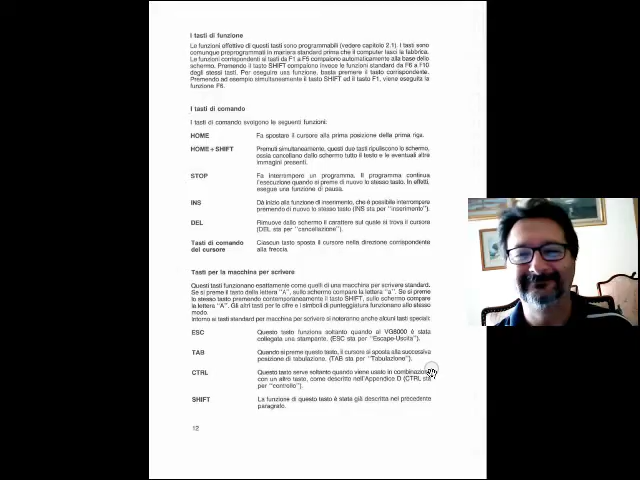 I tasti di funzione
Le funzioni effettive di questi tasti sono programmabili (vedere capitolo 2.1). I tasti sono
comunque preprogrammati in maniera standard prima che il computer lasci la fabbrica.
Le funzioni corrispondenti ai tasti da F1 a F5 compaiono automaticamente alla base dello
schermo. Premendo il tasto SHIFT compaiono invece le funzioni standard da F6 a F10
degli stessi tasti. Per eseguire una funzione, basta premere il tasto corrispondente.
Premendo ad esempio simultaneamente il tasto SHIFT ed il tasto F1, viene eseguita la
funzione F6.
I tasti di comando
I tasti di comando svolgono le seguenti funzioni:
HOME Fa spostare il cursore alla prima posizione della prima riga.
HOME + SHIFT Premuti simultaneamente, questi due tasti ripuliscono lo schermo,
ossia cancellano dallo schermo tutto il testo e le eventuali altre
immagini presenti.
STOP Fa interrompere un programma. Il programma continua
l'esecuzione quando si preme di nuovo lo stesso tasto. In effetti,
esegue una funzione di pausa.
INS Dà inizio alla funzione di inserimento, che è possibile interrompere
premendo di nuovo lo stesso tasto (INS sta per "inserimento").
DEL Rimuove dallo schermo il carattere sul quale si trova il cursore
(DEL sta per "cancellazione").
Tasti di comando Ciascun tasto sposta il cursore nella direzione corrispondente
del cursore alla freccia.
Tasti per la macchina per scrivere
Questi tasti funzionano esattamente come quelli di una macchina per scrivere standard.
Se si preme il tasto della lettera "A", sullo schermo compare la lettera "a". Se si preme
lo stesso tasto premendo contemporaneamente il tasto SHIFT, sullo schermo compare
la lettera "A". Gli altri tasti per le cifre e i simboli di punteggiatura funzionano allo stesso
modo.
Intorno ai tasti standard per macchina per scrivere si noteranno anche alcuni tasti speciali:
ESC Questo tasto funziona soltanto quando al VG8000 è stata
collegata una stampante. (ESC sta per "Escape-Uscita").
TAB Quando si preme questo tasto, il cursore si sposta alla successiva
posizione di tabulazione. (TAB sta per "Tabulazione").
CTRL Questo tasto serve soltanto quando viene usato in combinazione
con un altro tasto, come descritto nell'Appendice D (CTRL sta
per "controllo").
SHIFT La funzione di questo tasto è stata già descritta nel precedente
paragrafo.
12